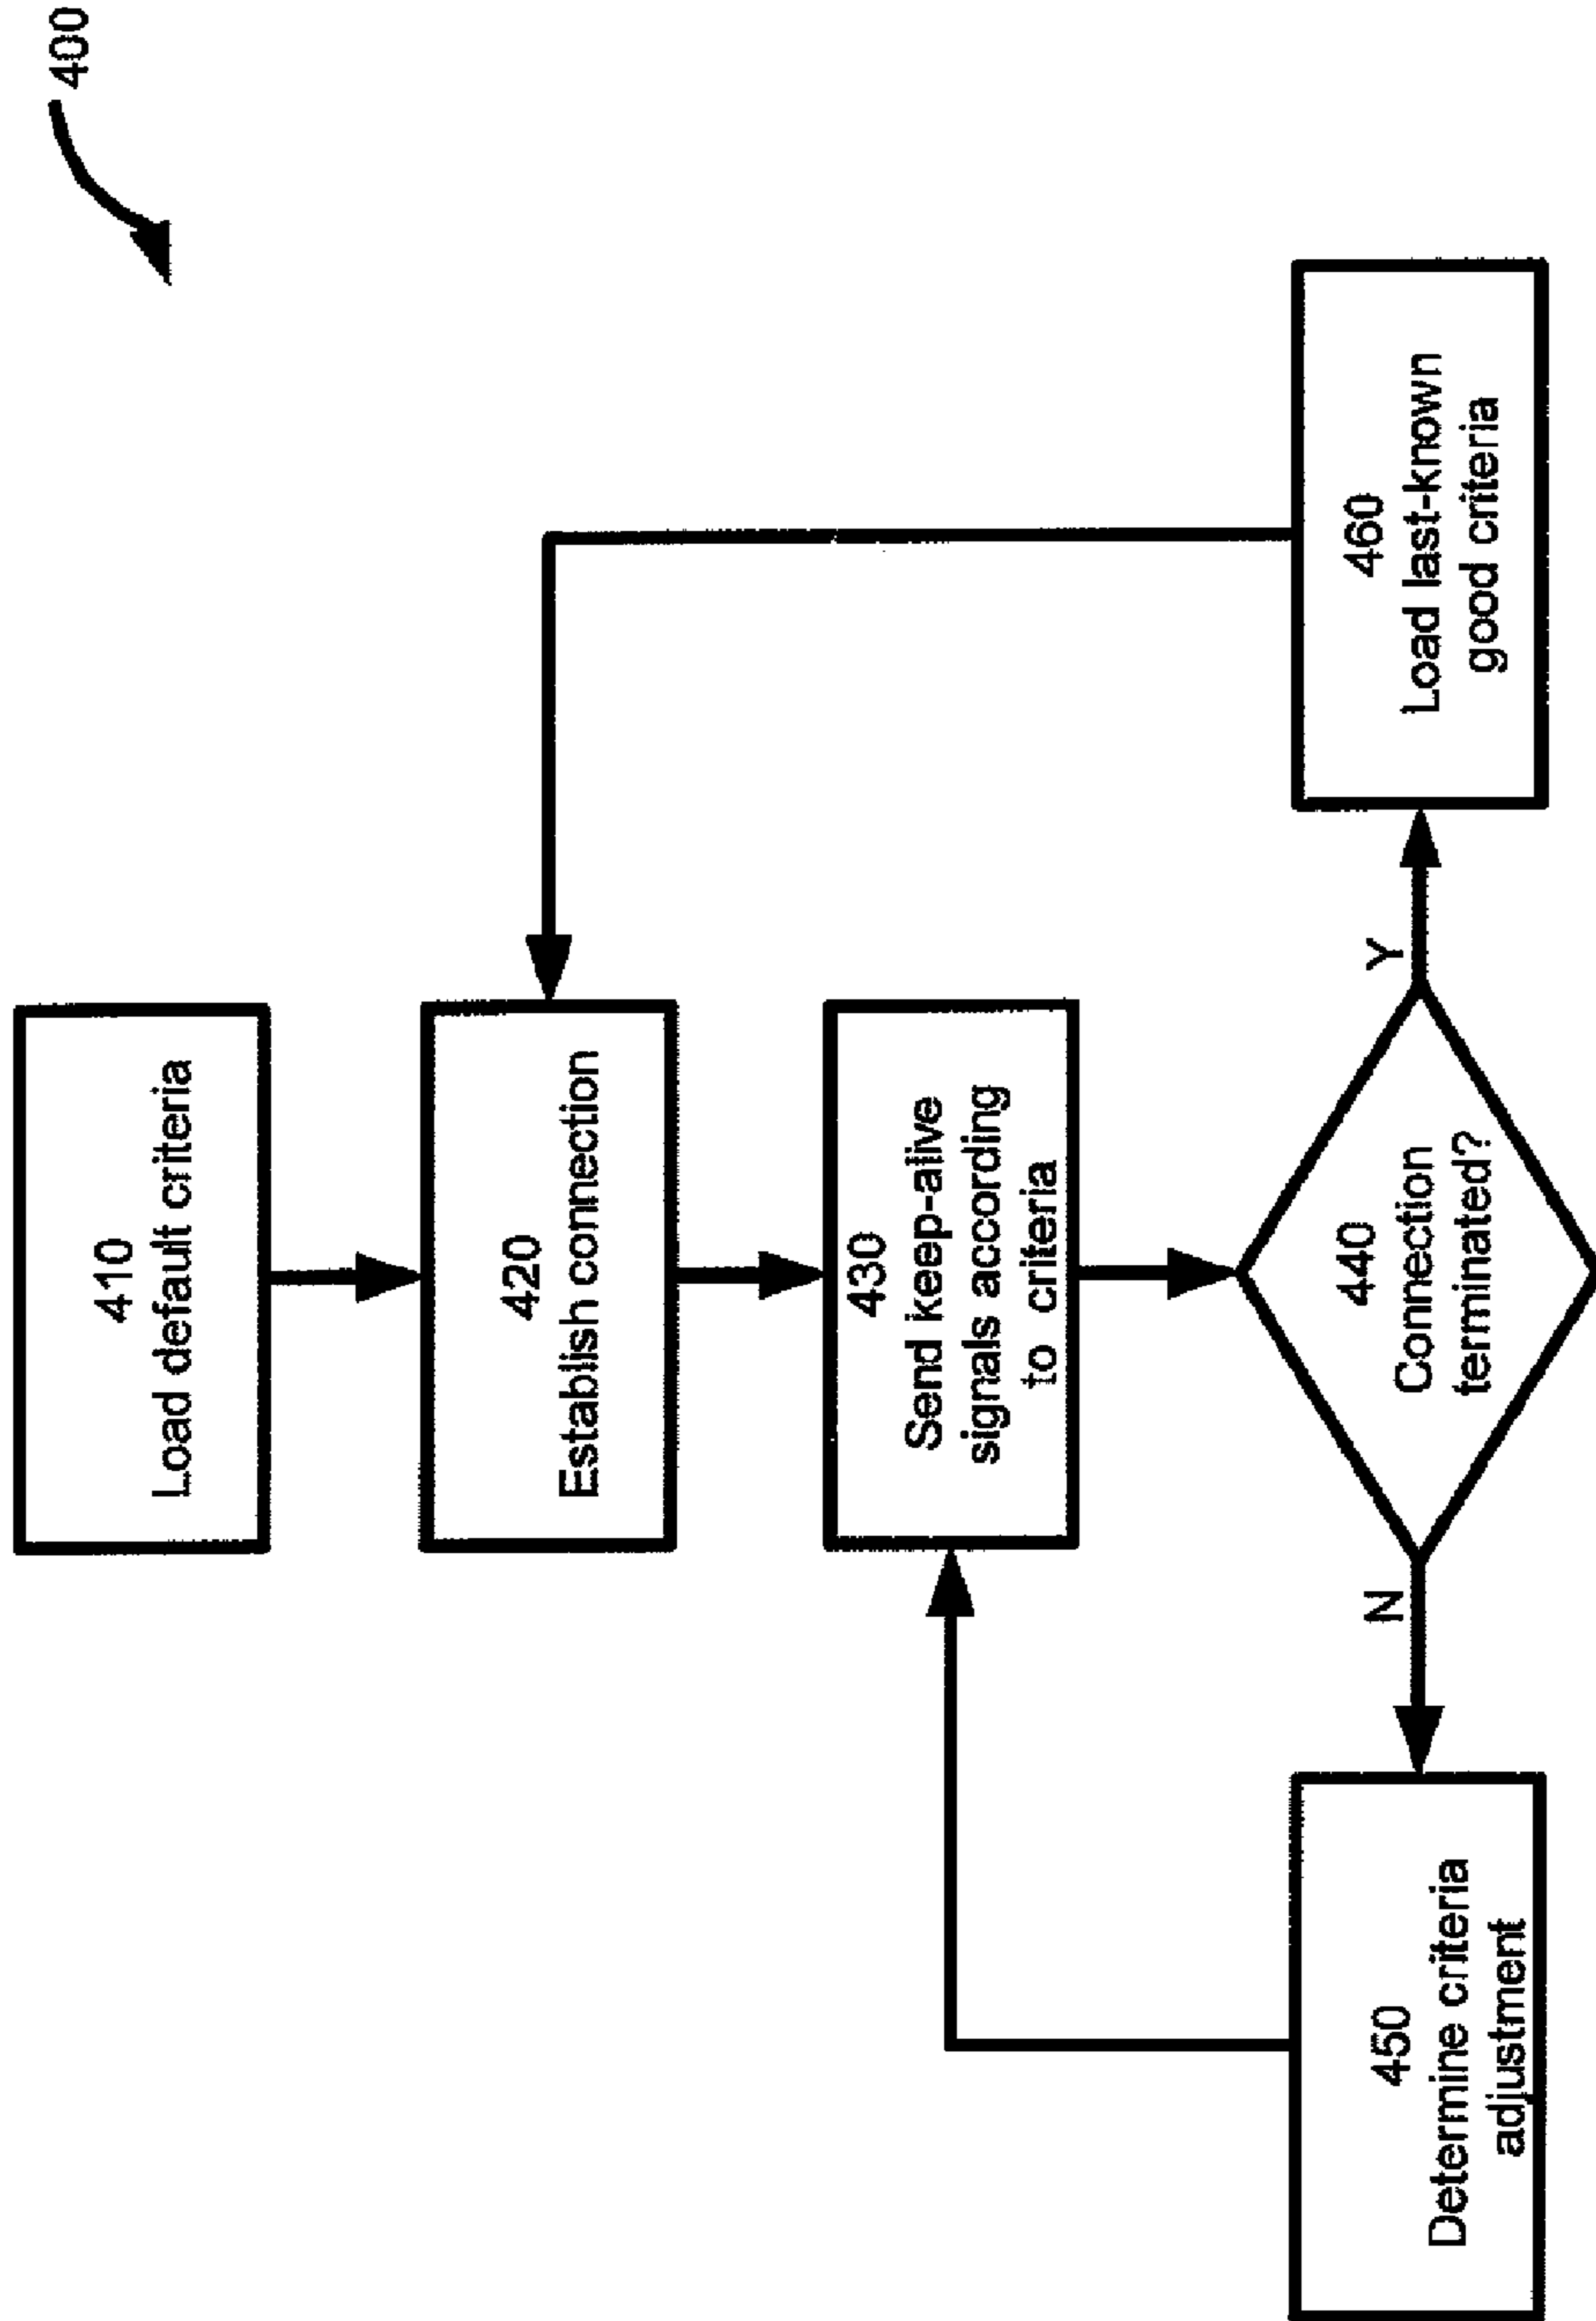 400
410
Load default criteria
420
Establish connection
430
Send keep-alive
signals according
to criteria
440
Connection
terminated?
N
Y
450
Determine criteria
adjustment
460
Load last-known
good criteria